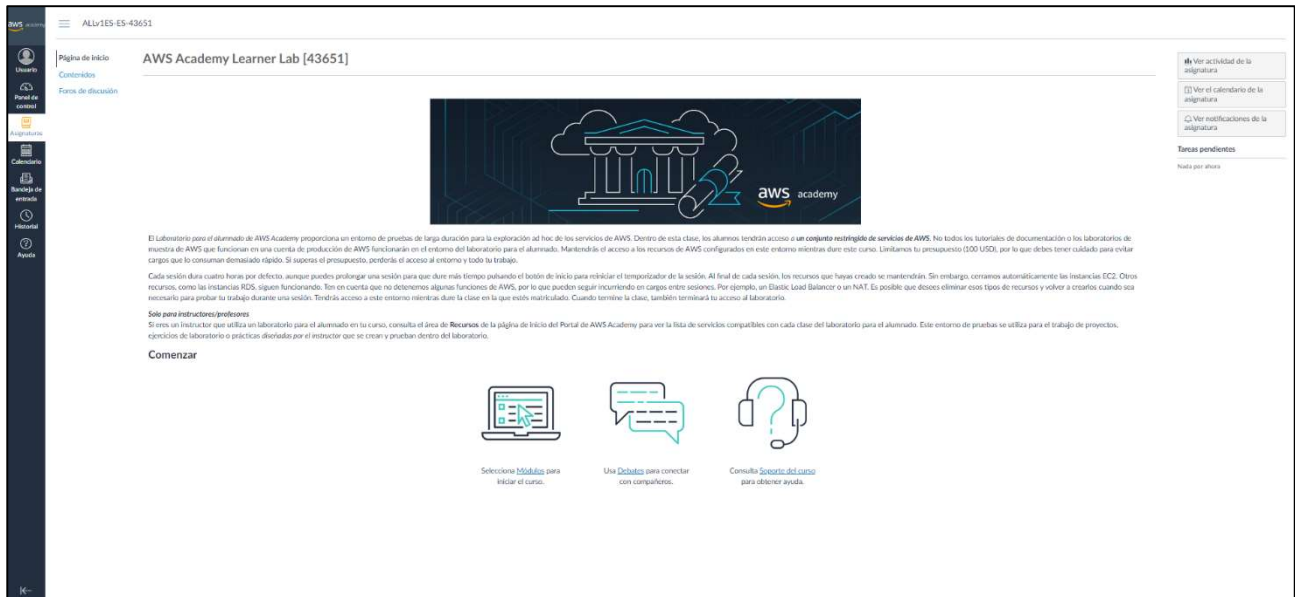 aws academy
ALLv1ES-ES-43651
Usuario
Panel de
control
Asignaturas
Calendario
Bandeja de
entrada
Historial
Ayuda
Página de inicio
Contenidos
Foros de discusión
AWS Academy Learner Lab [43651]
aws academy
El Laboratorio para el alumnado de AWS Academy proporciona un entorno de pruebas de larga duración para la exploración ad hoc de los servicios de AWS. Dentro de esta clase, los alumnos tendrán acceso a un conjunto restringido de servicios de AWS. No todos los tutoriales de documentación o los laboratorios de
muestra de AWS que funcionan en una cuenta de producción de AWS funcionarán en el entorno del laboratorio para el alumnado. Mantendrás el acceso a los recursos de AWS configurados en este entorno mientras dure este curso. Limitamos tu presupuesto (100 USD), por lo que debes tener cuidado para evitar
cargos que lo consuman demasiado rápido. Si superas el presupuesto, perderás el acceso al entorno y todo tu trabajo.
Cada sesión dura cuatro horas por defecto, aunque puedes prolongar una sesión para que dure más tiempo pulsando el botón de inicio para reiniciar el temporizador de la sesión. Al final de cada sesión, los recursos que hayas creado se mantendrán. Sin embargo, cerramos automáticamente las instancias EC2. Otros
recursos, como las instancias RDS, siguen funcionando. Ten en cuenta que no detenemos algunas funciones de AWS, por lo que pueden seguir incurriendo en cargos entre sesiones. Por ejemplo, un Elastic Load Balancer o un NAT. Es posible que desees eliminar esos tipos de recursos y volver a crearlos cuando sea
necesario para probar tu trabajo durante una sesión. Tendrás acceso a este entorno mientras dure la clase en la que estés matriculado. Cuando termine la clase, también terminará tu acceso al laboratorio.
Solo para instructores/profesores
Si eres un instructor que utiliza un laboratorio para el alumnado en tu curso, consulta el área de Recursos de la página de inicio del Portal de AWS Academy para ver la lista de servicios compatibles con cada clase del laboratorio para el alumnado. Este entorno de pruebas se utiliza para el trabajo de proyectos,
ejercicios de laboratorio o prácticas diseñadas por el instructor que se crean y prueban dentro del laboratorio.
Comenzar
Selecciona Módulos para
iniciar el curso.
Usa Debates para conectar
con compañeros.
Consulta Soporte del curso
para obtener ayuda.
Ver actividad de la
asignatura
Ver el calendario de la
asignatura
Ver notificaciones de la
asignatura
Tareas pendientes
Nada por ahora